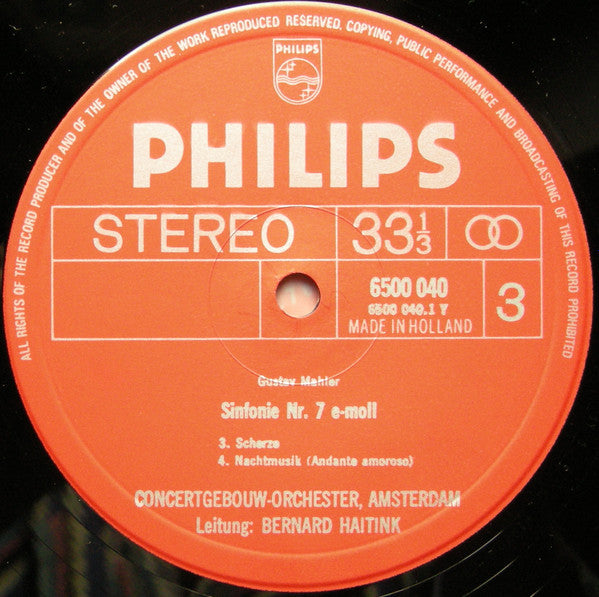 ALL RIGHTS OF THE RECORD PRODUCER AND OF THE OWNER OF THE WORK REPRODUCED RESERVED. COPYING, PUBLIC PERFORMANCE AND BROADCASTING OF THIS RECORD PROHIBITED
PHILIPS
PHILIPS
STEREO 33⅓
6500 040
6500 040.1 Y
MADE IN HOLLAND
3
Gustav Mahler
Sinfonie Nr. 7 e-moll
3. Scherzo
4. Nachtmusik (Andante amoroso)
CONCERTGEBOUW-ORCHESTER, AMSTERDAM
Leitung: BERNARD HAITINK